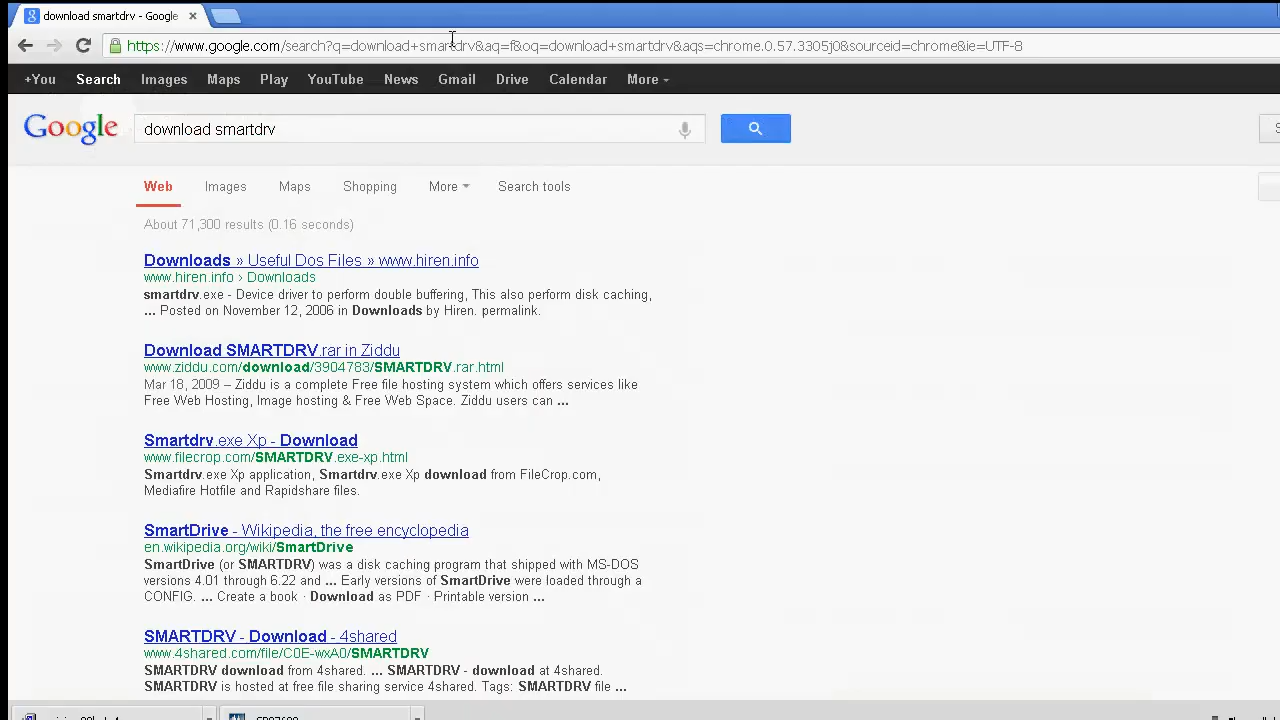 download smartdrv - Google
https://www.google.com/search?q=download+smartdrv&aq=f&oq=download+smartdrv&aqs=chrome.0.57.3305j0&sourceid=chrome&ie=UTF-8
+You Search Images Maps Play YouTube News Gmail Drive Calendar More
Google download smartdrv
Web Images Maps Shopping More Search tools
About 71,300 results (0.16 seconds)
Downloads » Useful Dos Files » www.hiren.info
www.hiren.info › Downloads
smartdrv.exe - Device driver to perform double buffering, This also perform disk caching,
... Posted on November 12, 2006 in Downloads by Hiren. permalink.
Download SMARTDRV.rar in Ziddu
www.ziddu.com/download/3904783/SMARTDRV.rar.html
Mar 18, 2009 – Ziddu is a complete Free file hosting system which offers services like
Free Web Hosting, Image hosting & Free Web Space. Ziddu users can ...
Smartdrv.exe Xp - Download
www.filecrop.com/SMARTDRV.exe-xp.html
Smartdrv.exe Xp application, Smartdrv.exe Xp download from FileCrop.com,
Mediafire Hotfile and Rapidshare files.
SmartDrive - Wikipedia, the free encyclopedia
en.wikipedia.org/wiki/SmartDrive
SmartDrive (or SMARTDRV) was a disk caching program that shipped with MS-DOS
versions 4.01 through 6.22 and ... Early versions of SmartDrive were loaded through a
CONFIG. ... Create a book · Download as PDF · Printable version ...
SMARTDRV - Download - 4shared
www.4shared.com/file/C0E-wxA0/SMARTDRV
SMARTDRV download from 4shared. ... SMARTDRV - download at 4shared.
SMARTDRV is hosted at free file sharing service 4shared. Tags: SMARTDRV file ...